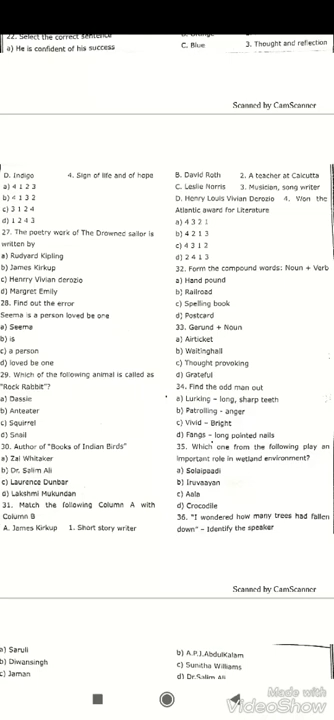 22. Select the correct sentence
a) He is confident of his success
C. Blue 3. Thought and reflection
Scanned by CamScanner
D. Indigo 4. Sign of life and of hope
a) 4 1 2 3
b) 4 1 3 2
c) 3 1 2 4
d) 1 2 4 3
27. The poetry work of The Drowned sailor is
written by
a) Rudyard Kipling
b) James Kirkup
c) Henrry Vivian derozio
d) Margret Emily
28. Find out the error
Seema is a person loved be one
a) Seema
b) is
c) a person
d) loved be one
29. Which of the following animal is called as
"Rock Rabbit"?
a) Dassie
b) Anteater
c) Squirrel
d) Snail
30. Author of "Books of Indian Birds"
a) Zai Whitaker
b) Dr. Salim Ali
c) Laurence Dunbar
d) Lakshmi Mukundan
31. Match the following Column A with
Column B
A. James Kirkup 1. Short story writer
B. David Roth 2. A teacher at Calcutta
C. Leslie Norris 3. Musician, song writer
D. Henry Louis Vivian Derozio 4. Won the
Atlantic award for Literature
a) 4 3 2 1
b) 4 2 1 3
c) 4 3 1 2
d) 2 4 1 3
32. Form the compound words: Noun + Verb
a) Hand pound
b) Railroad
c) Spelling book
d) Postcard
33. Gerund + Noun
a) Airticket
b) Waitinghall
c) Thought provoking
d) Grateful
34. Find the odd man out
a) Lurking – long, sharp teeth
b) Patrolling - anger
c) Vivid – Bright
d) Fangs – long pointed nails
35. Which one from the following play an
important role in wetland environment?
a) Solaipaadi
b) Iruvaayan
c) Aala
d) Crocodile
36. "I wondered how many trees had fallen
down" – Identify the speaker
Scanned by CamScanner
a) Saruli
b) Diwansingh
c) Jaman
b) A.P.J.AbdulKalam
c) Sunitha Williams
d) Dr.Salim Ali
Made with
VideoShow